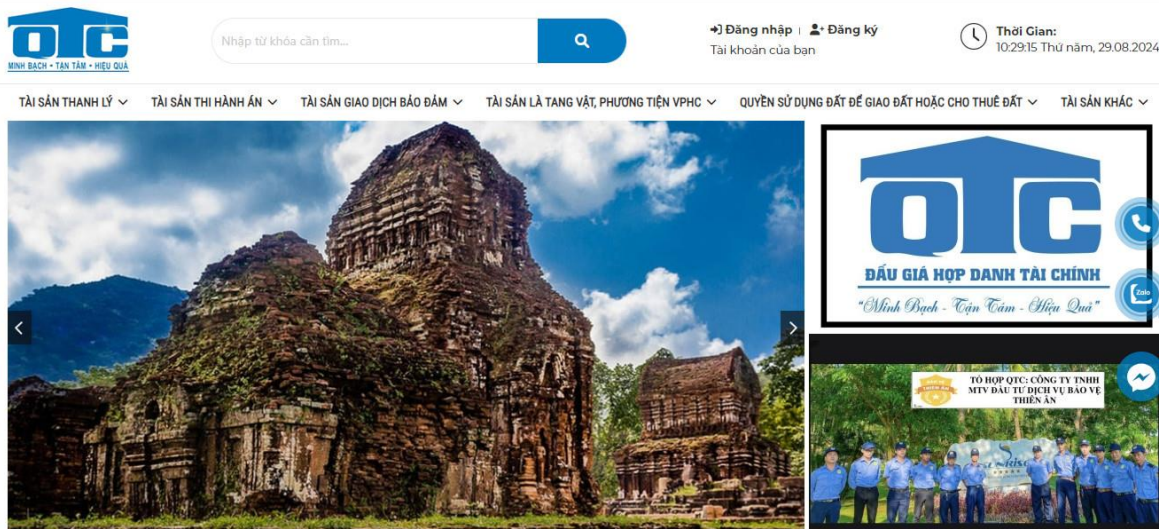 QTC
MINH BẠCH • TẬN TÂM • HIỆU QUẢ
Nhập từ khóa cần tìm...
Đăng nhập | Đăng ký
Tài khoản của bạn
Thời Gian:
10:29:15 Thứ năm, 29.08.2024
TÀI SẢN THANH LÝ TÀI SẢN THI HÀNH ÁN TÀI SẢN GIAO DỊCH BẢO ĐẢM TÀI SẢN LÀ TANG VẬT, PHƯƠNG TIỆN VPHC QUYỀN SỬ DỤNG ĐẤT ĐỂ GIAO ĐẤT HOẶC CHO THUÊ ĐẤT TÀI SẢN KHÁC
QTC
ĐẤU GIÁ HỢP DANH TÀI CHÍNH
"Minh Bạch - Tận Tâm - Hiệu Quả"
Zalo
THIÊN ÂN
TỔ HỢP QTC: CÔNG TY TNHH
MTV ĐẦU TƯ DỊCH VỤ BẢO VỆ
THIÊN ÂN